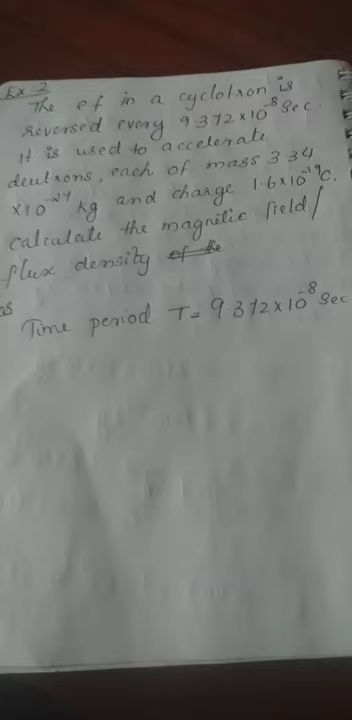 Ex-2
The ef in a cyclotron is
reversed every 9.372×10⁻⁸ Sec.
it is used to accelerate
deutrons, each of mass 3.34
×10⁻²⁷ kg and charge 1.6×10⁻¹⁹C.
calculate the magnetic field/
flux density of the
Time period T= 9.372×10⁻⁸ Sec